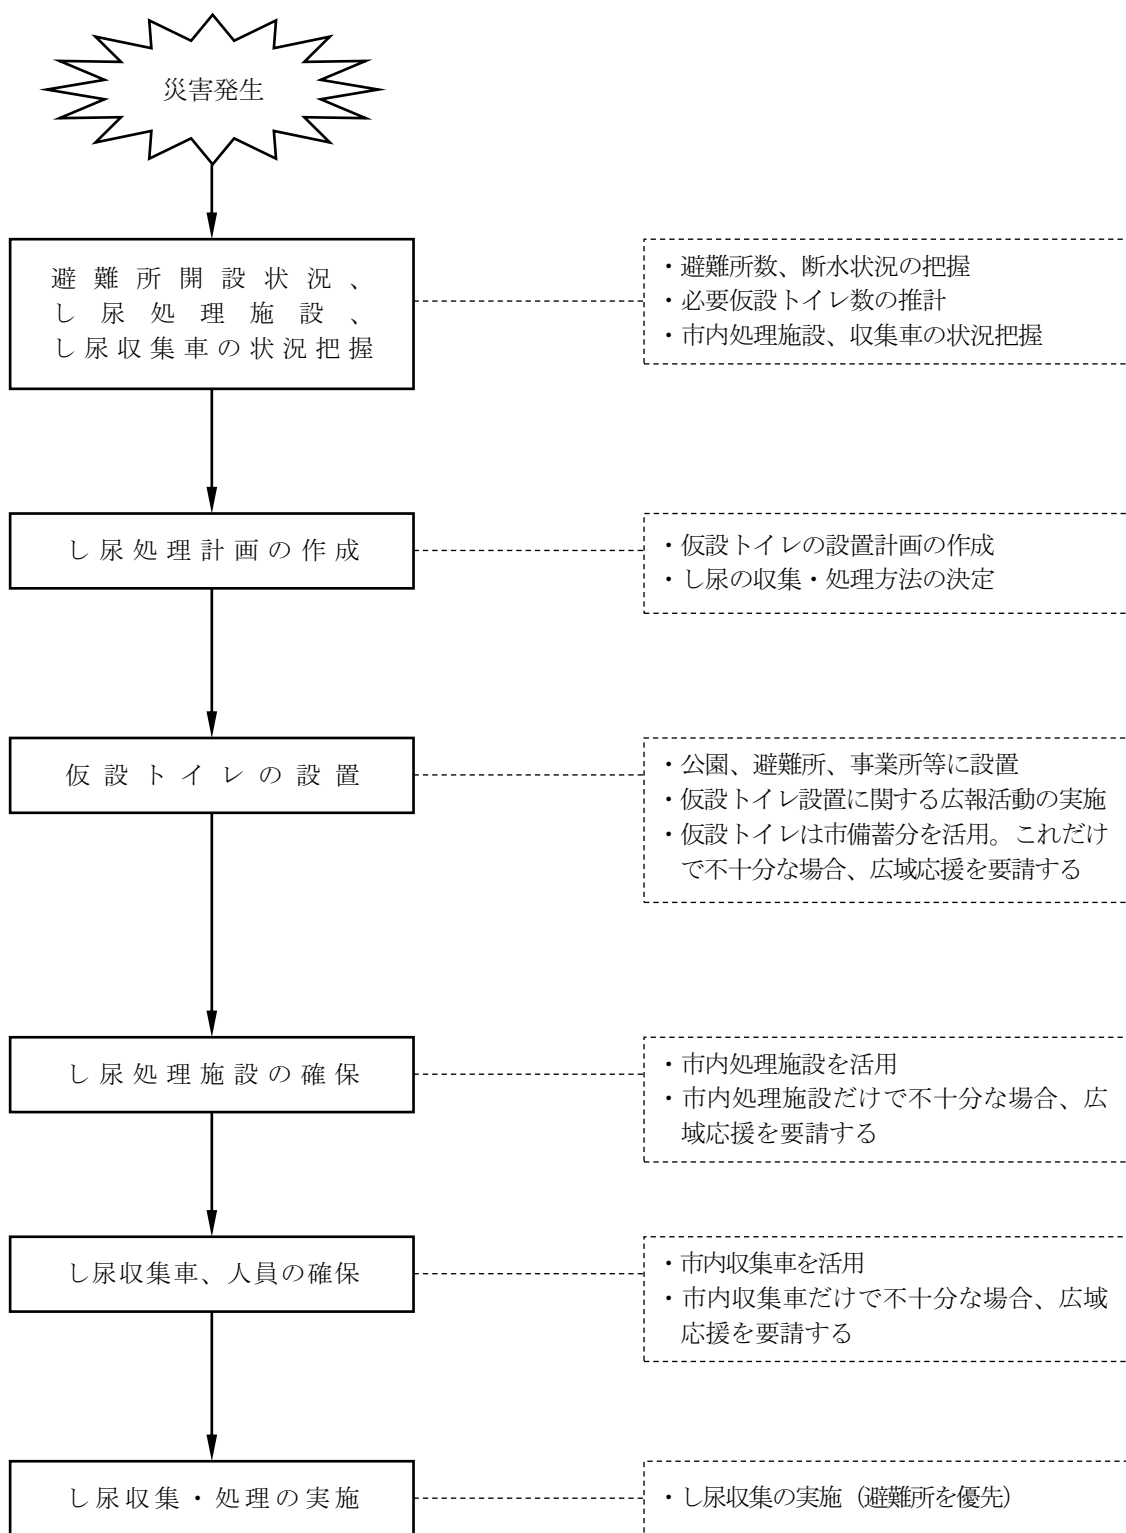 災害発生
避難所開設状況、
し尿処理施設、
し尿収集車の状況把握
・避難所数、断水状況の把握
・必要仮設トイレ数の推計
・市内処理施設、収集車の状況把握
し尿処理計画の作成
・仮設トイレの設置計画の作成
・し尿の収集・処理方法の決定
仮設トイレの設置
・公園、避難所、事業所等に設置
・仮設トイレ設置に関する広報活動の実施
・仮設トイレは市備蓄分を活用。これだけ
で不十分な場合、広域応援を要請する
し尿処理施設の確保
・市内処理施設を活用
・市内処理施設だけで不十分な場合、広
域応援を要請する
し尿収集車、人員の確保
・市内収集車を活用
・市内収集車だけで不十分な場合、広域
応援を要請する
し尿収集・処理の実施
・し尿収集の実施（避難所を優先）